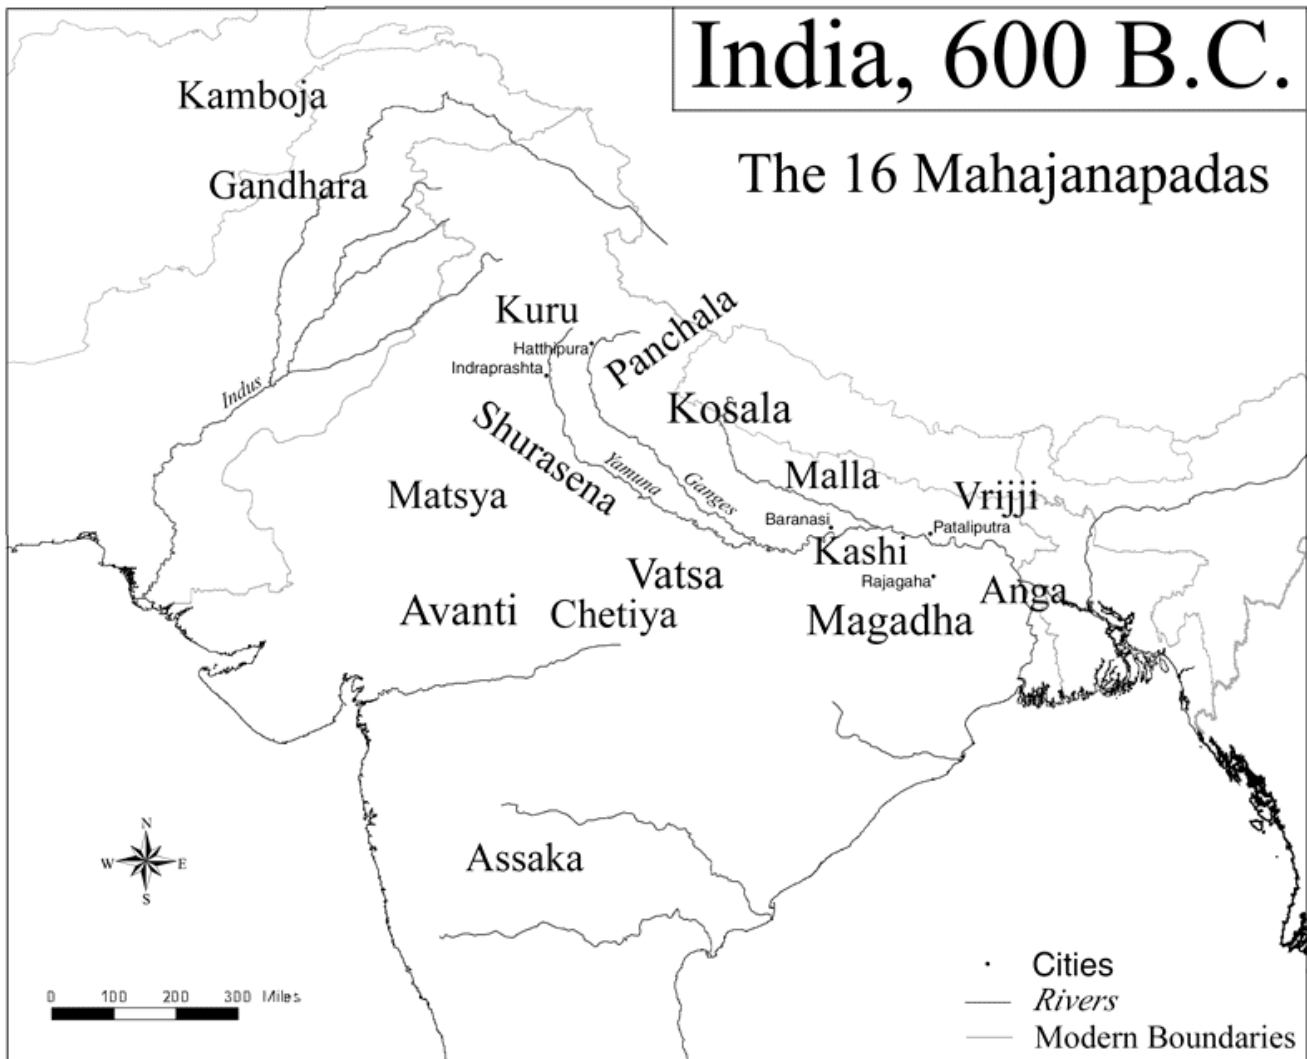 India, 600 B.C.
The 16 Mahajanapadas
Kamboja
Gandhara
Kuru
Panchala
Hatthipura
Indraprashta
Indus
Kosala
Shurasena
Yamuna
Ganges
Matsya
Malla
Vrijji
Baranasi
Pataliputra
Kashi
Vatsa
Rajagaha
Anga
Avanti
Chetiya
Magadha
Assaka
N
W E
S
0 100 200 300 Miles
Cities
Rivers
Modern Boundaries